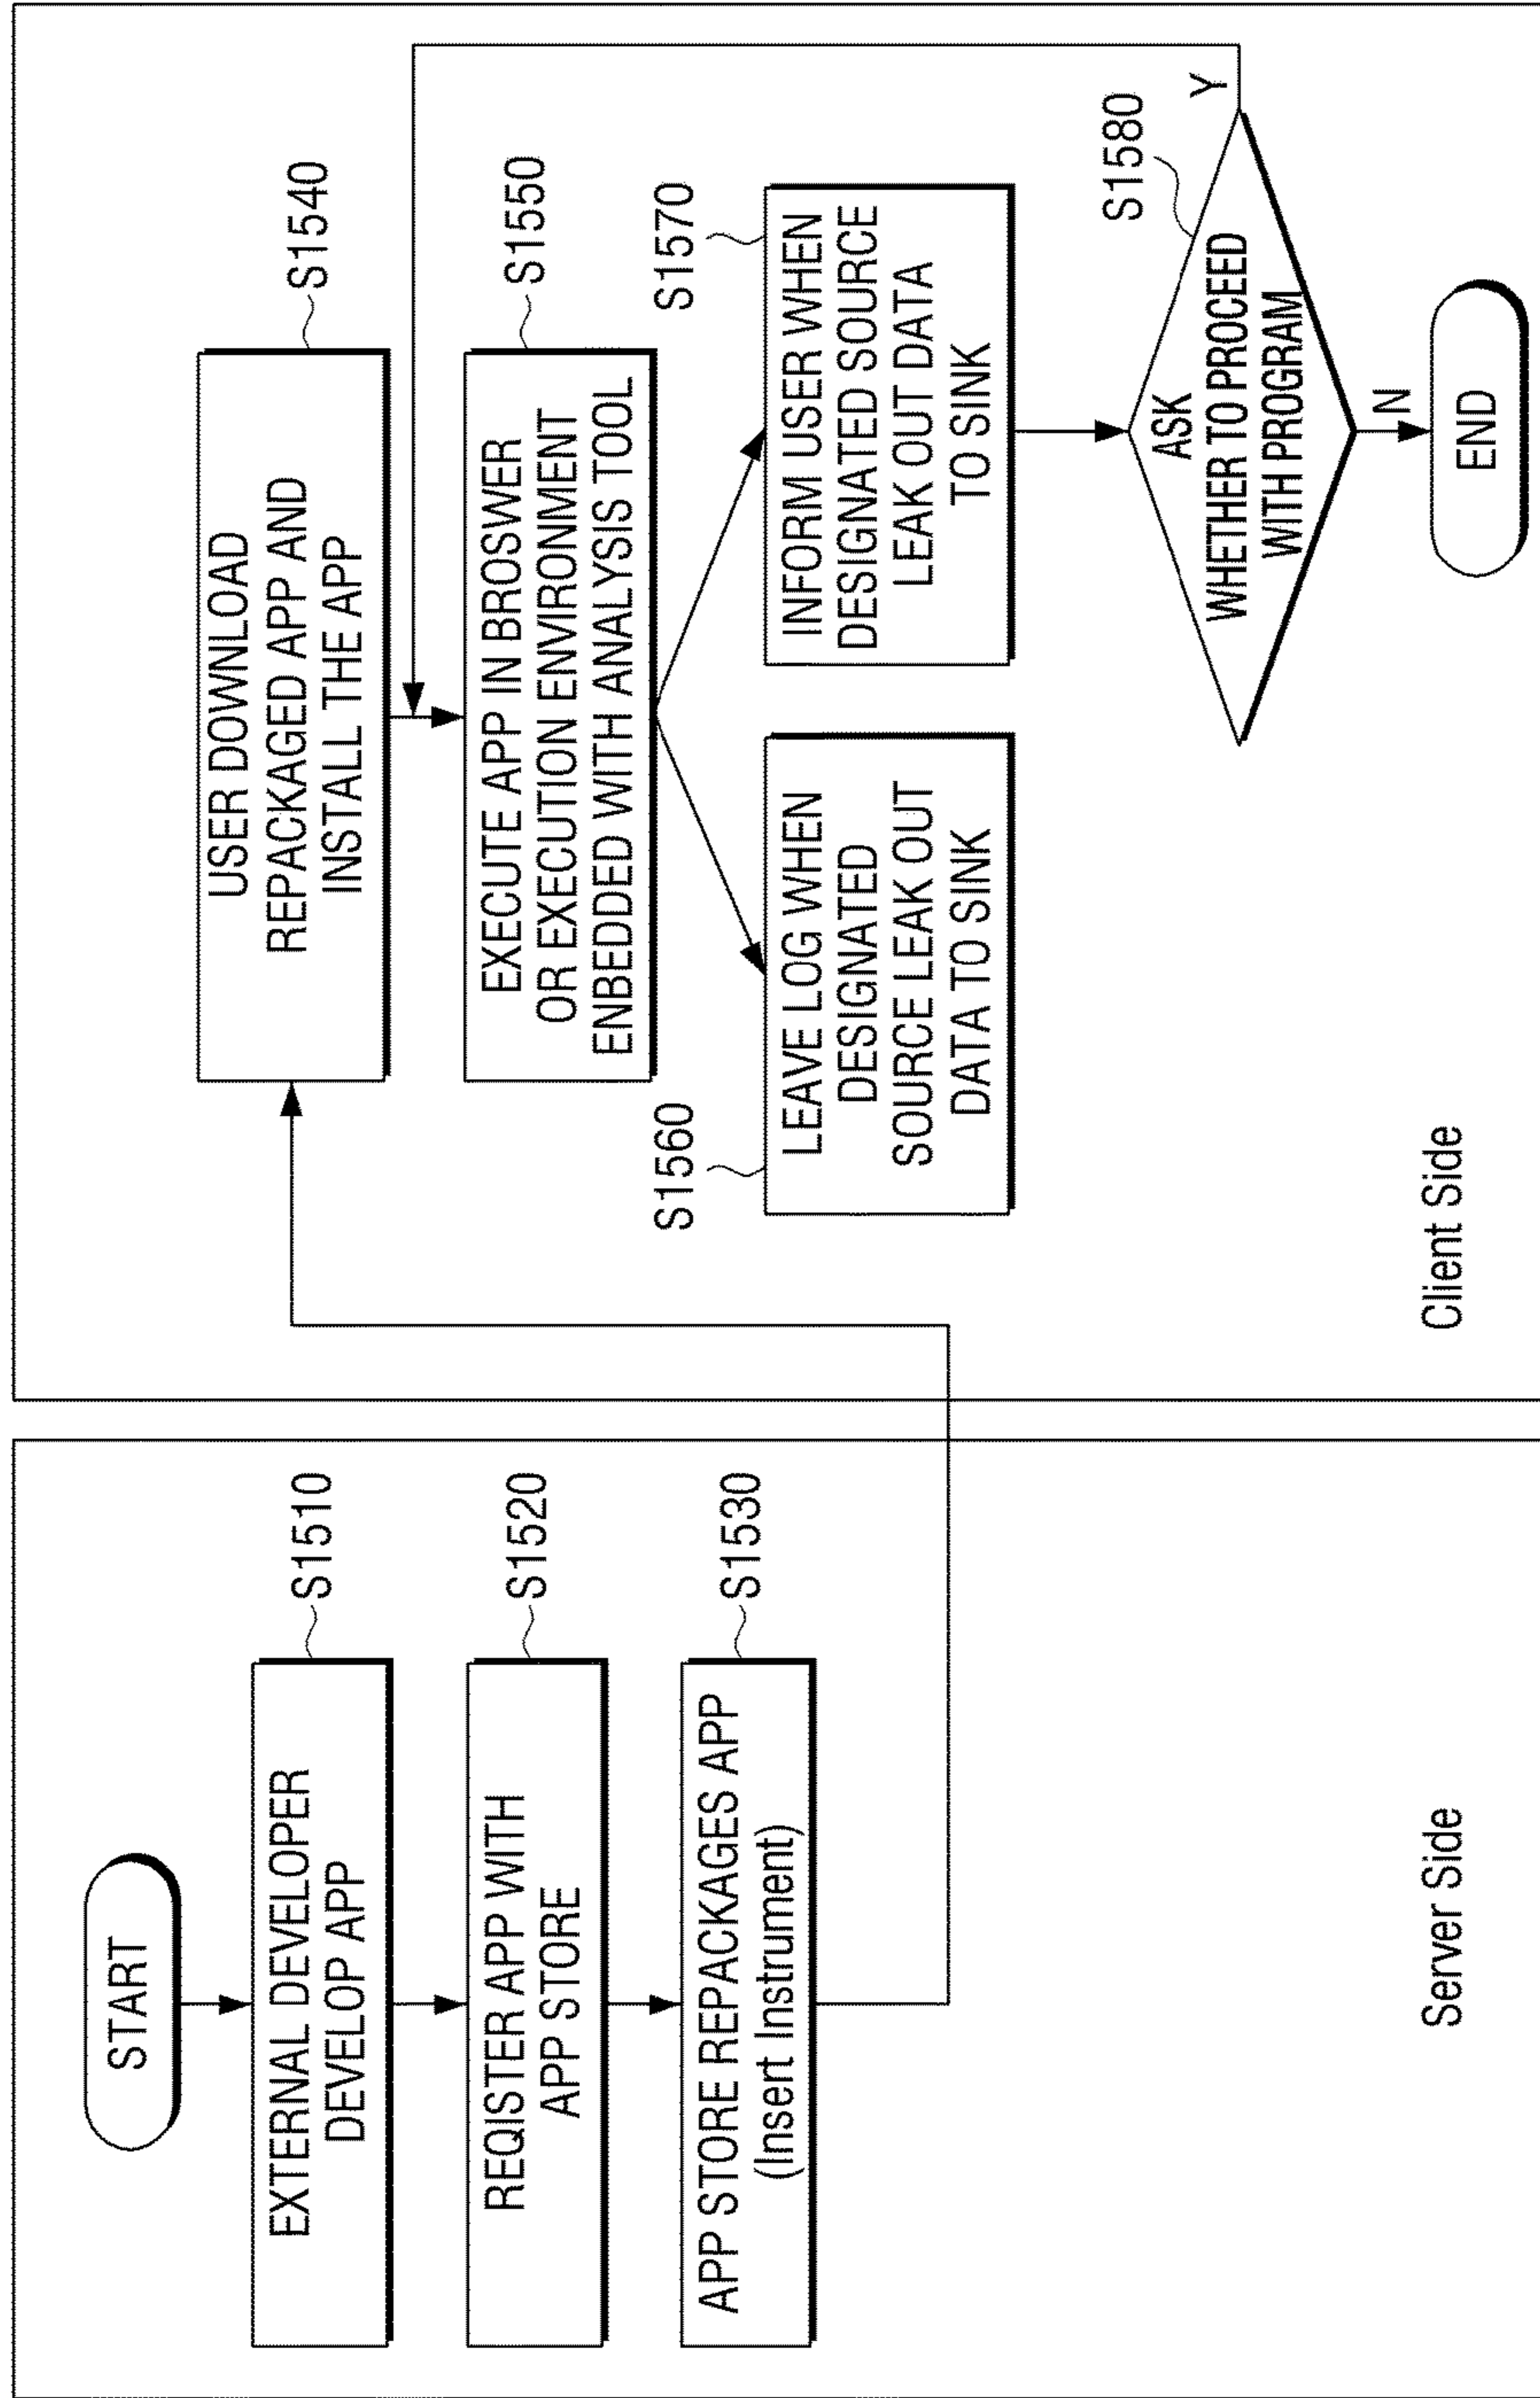 START
EXTERNAL DEVELOPER
DEVELOP APP
S1510
REQISTER APP WITH
APP STORE
S1520
APP STORE REPACKAGES APP
(Insert Instrument)
S1530
Server Side
USER DOWNLOAD
REPACKAGED APP AND
INSTALL THE APP
S1540
EXECUTE APP IN BROSWER
OR EXECUTION ENVIRONMENT
ENBEDDED WITH ANALYSIS TOOL
S1550
S1560
LEAVE LOG WHEN
DESIGNATED
SOURCE LEAK OUT
DATA TO SINK
S1570
INFORM USER WHEN
DESIGNATED SOURCE
LEAK OUT DATA
TO SINK
S1580
ASK
WHETHER TO PROCEED
WITH PROGRAM
Y
N
END
Client Side